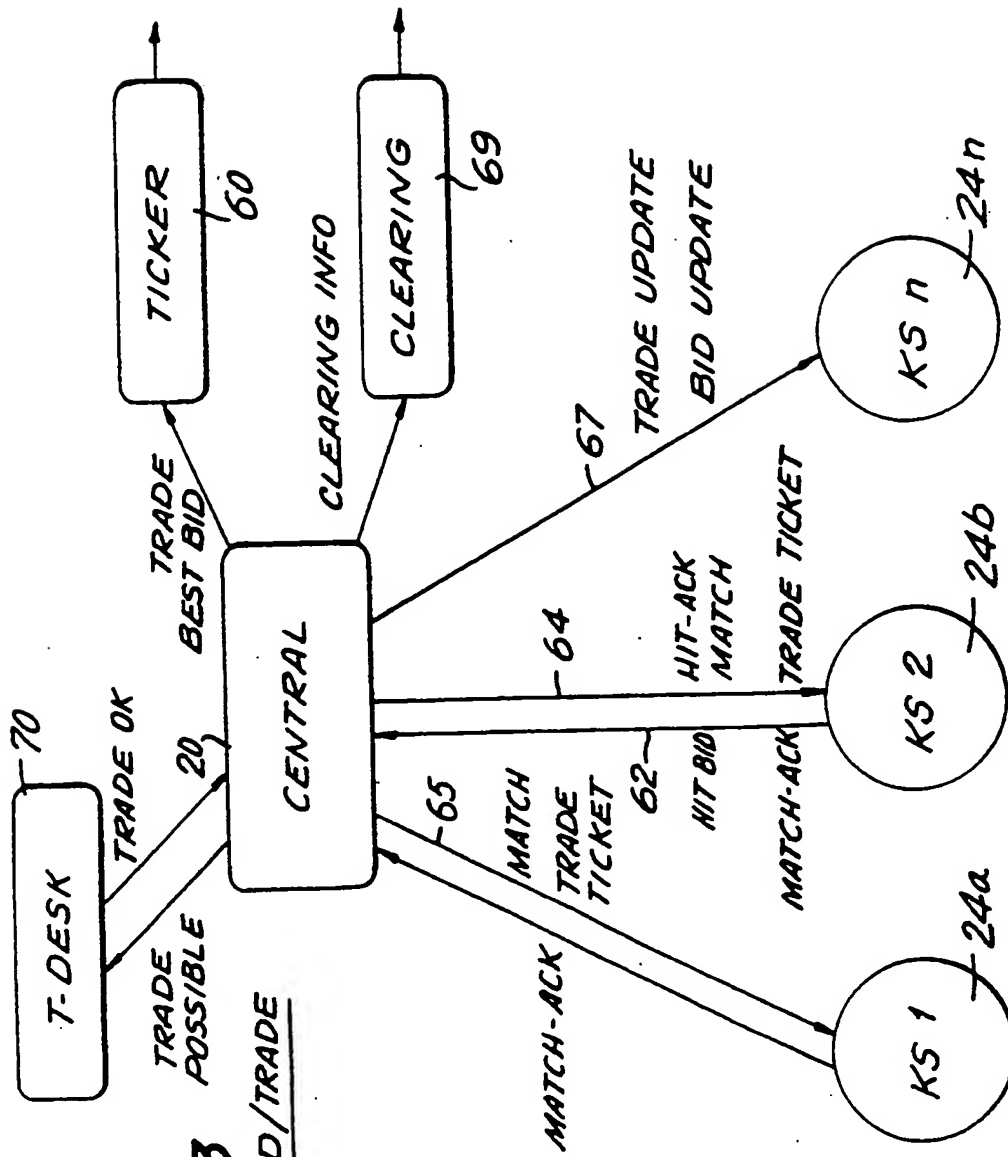 T-DESK
70
TRADE OK
TRADE
POSSIBLE
20
CENTRAL
TRADE
BEST BID
TICKER
60
CLEARING INFO
CLEARING
69
3
D/TRADE
MATCH-ACK
65
MATCH
TRADE
TICKET
62
HIT BID
MATCH-ACK
64
HIT-ACK
MATCH
TRADE TICKET
67
TRADE UPDATE
BID UPDATE
KS 1
24a
KS 2
24b
KS n
24n